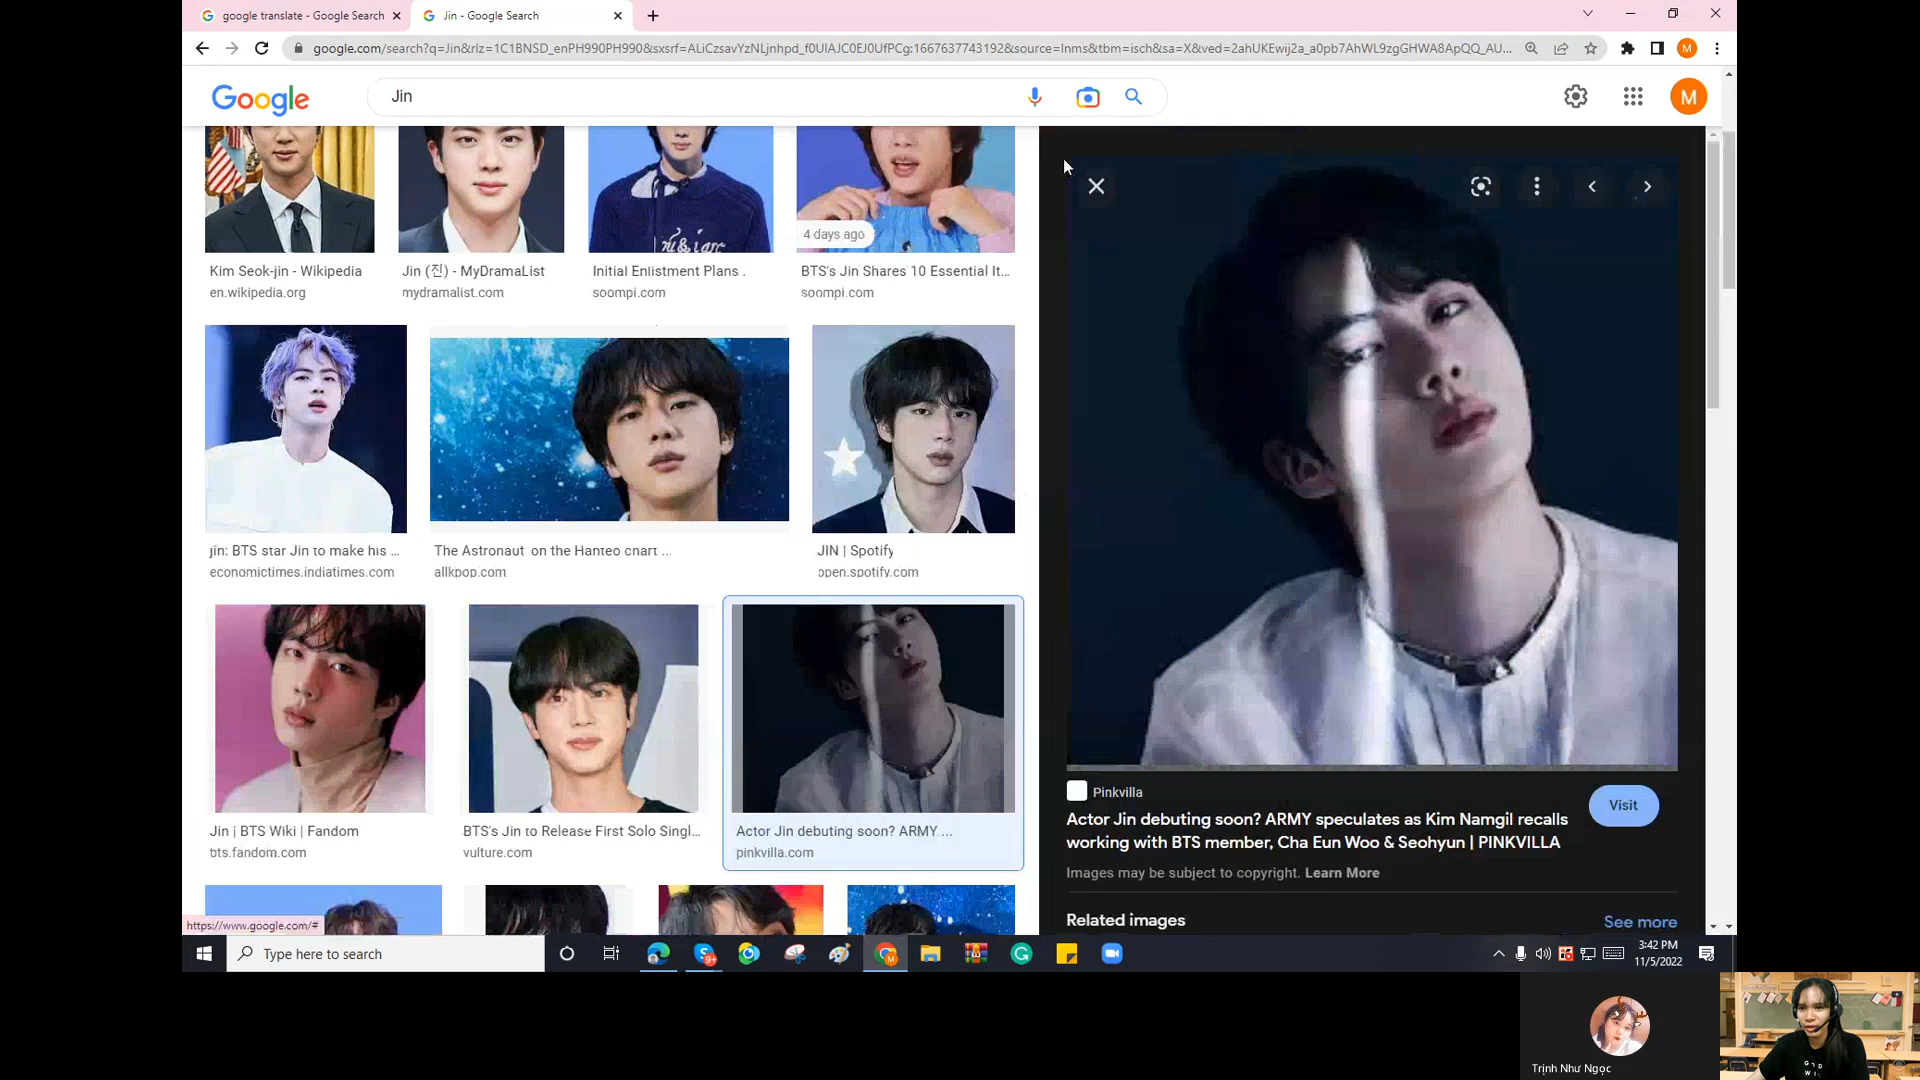 google translate - Google Search
Jin - Google Search
google.com/search?q=Jin&rlz=1C1BNSD_enPH990PH990&sxsrf=ALiCzsavYzNLjnhpd_f0UlAJC0EJ0UfPCg:1667637743192&source=lnms&tbm=isch&sa=X&ved=2ahUKEwij2a_a0pb7AhWL9zgGHWA8ApQQ_AU...
M
Google
Jin
M
4 days ago
Kim Seok-jin - Wikipedia
en.wikipedia.org
Jin (진) - MyDramaList
mydramalist.com
Initial Enlistment Plans .
soompi.com
BTS's Jin Shares 10 Essential It...
soompi.com
jin: BTS star Jin to make his ...
economictimes.indiatimes.com
The Astronaut on the Hanteo chart ...
allkpop.com
JIN | Spotify
open.spotify.com
Jin | BTS Wiki | Fandom
bts.fandom.com
BTS's Jin to Release First Solo Singl...
vulture.com
Actor Jin debuting soon? ARMY ...
pinkvilla.com
Pinkvilla
Actor Jin debuting soon? ARMY speculates as Kim Namgil recalls
working with BTS member, Cha Eun Woo & Seohyun | PINKVILLA
Visit
Images may be subject to copyright. Learn More
Related images
See more
https://www.google.com/#
Type here to search
3:42 PM
11/5/2022
Trịnh Như Ngọc